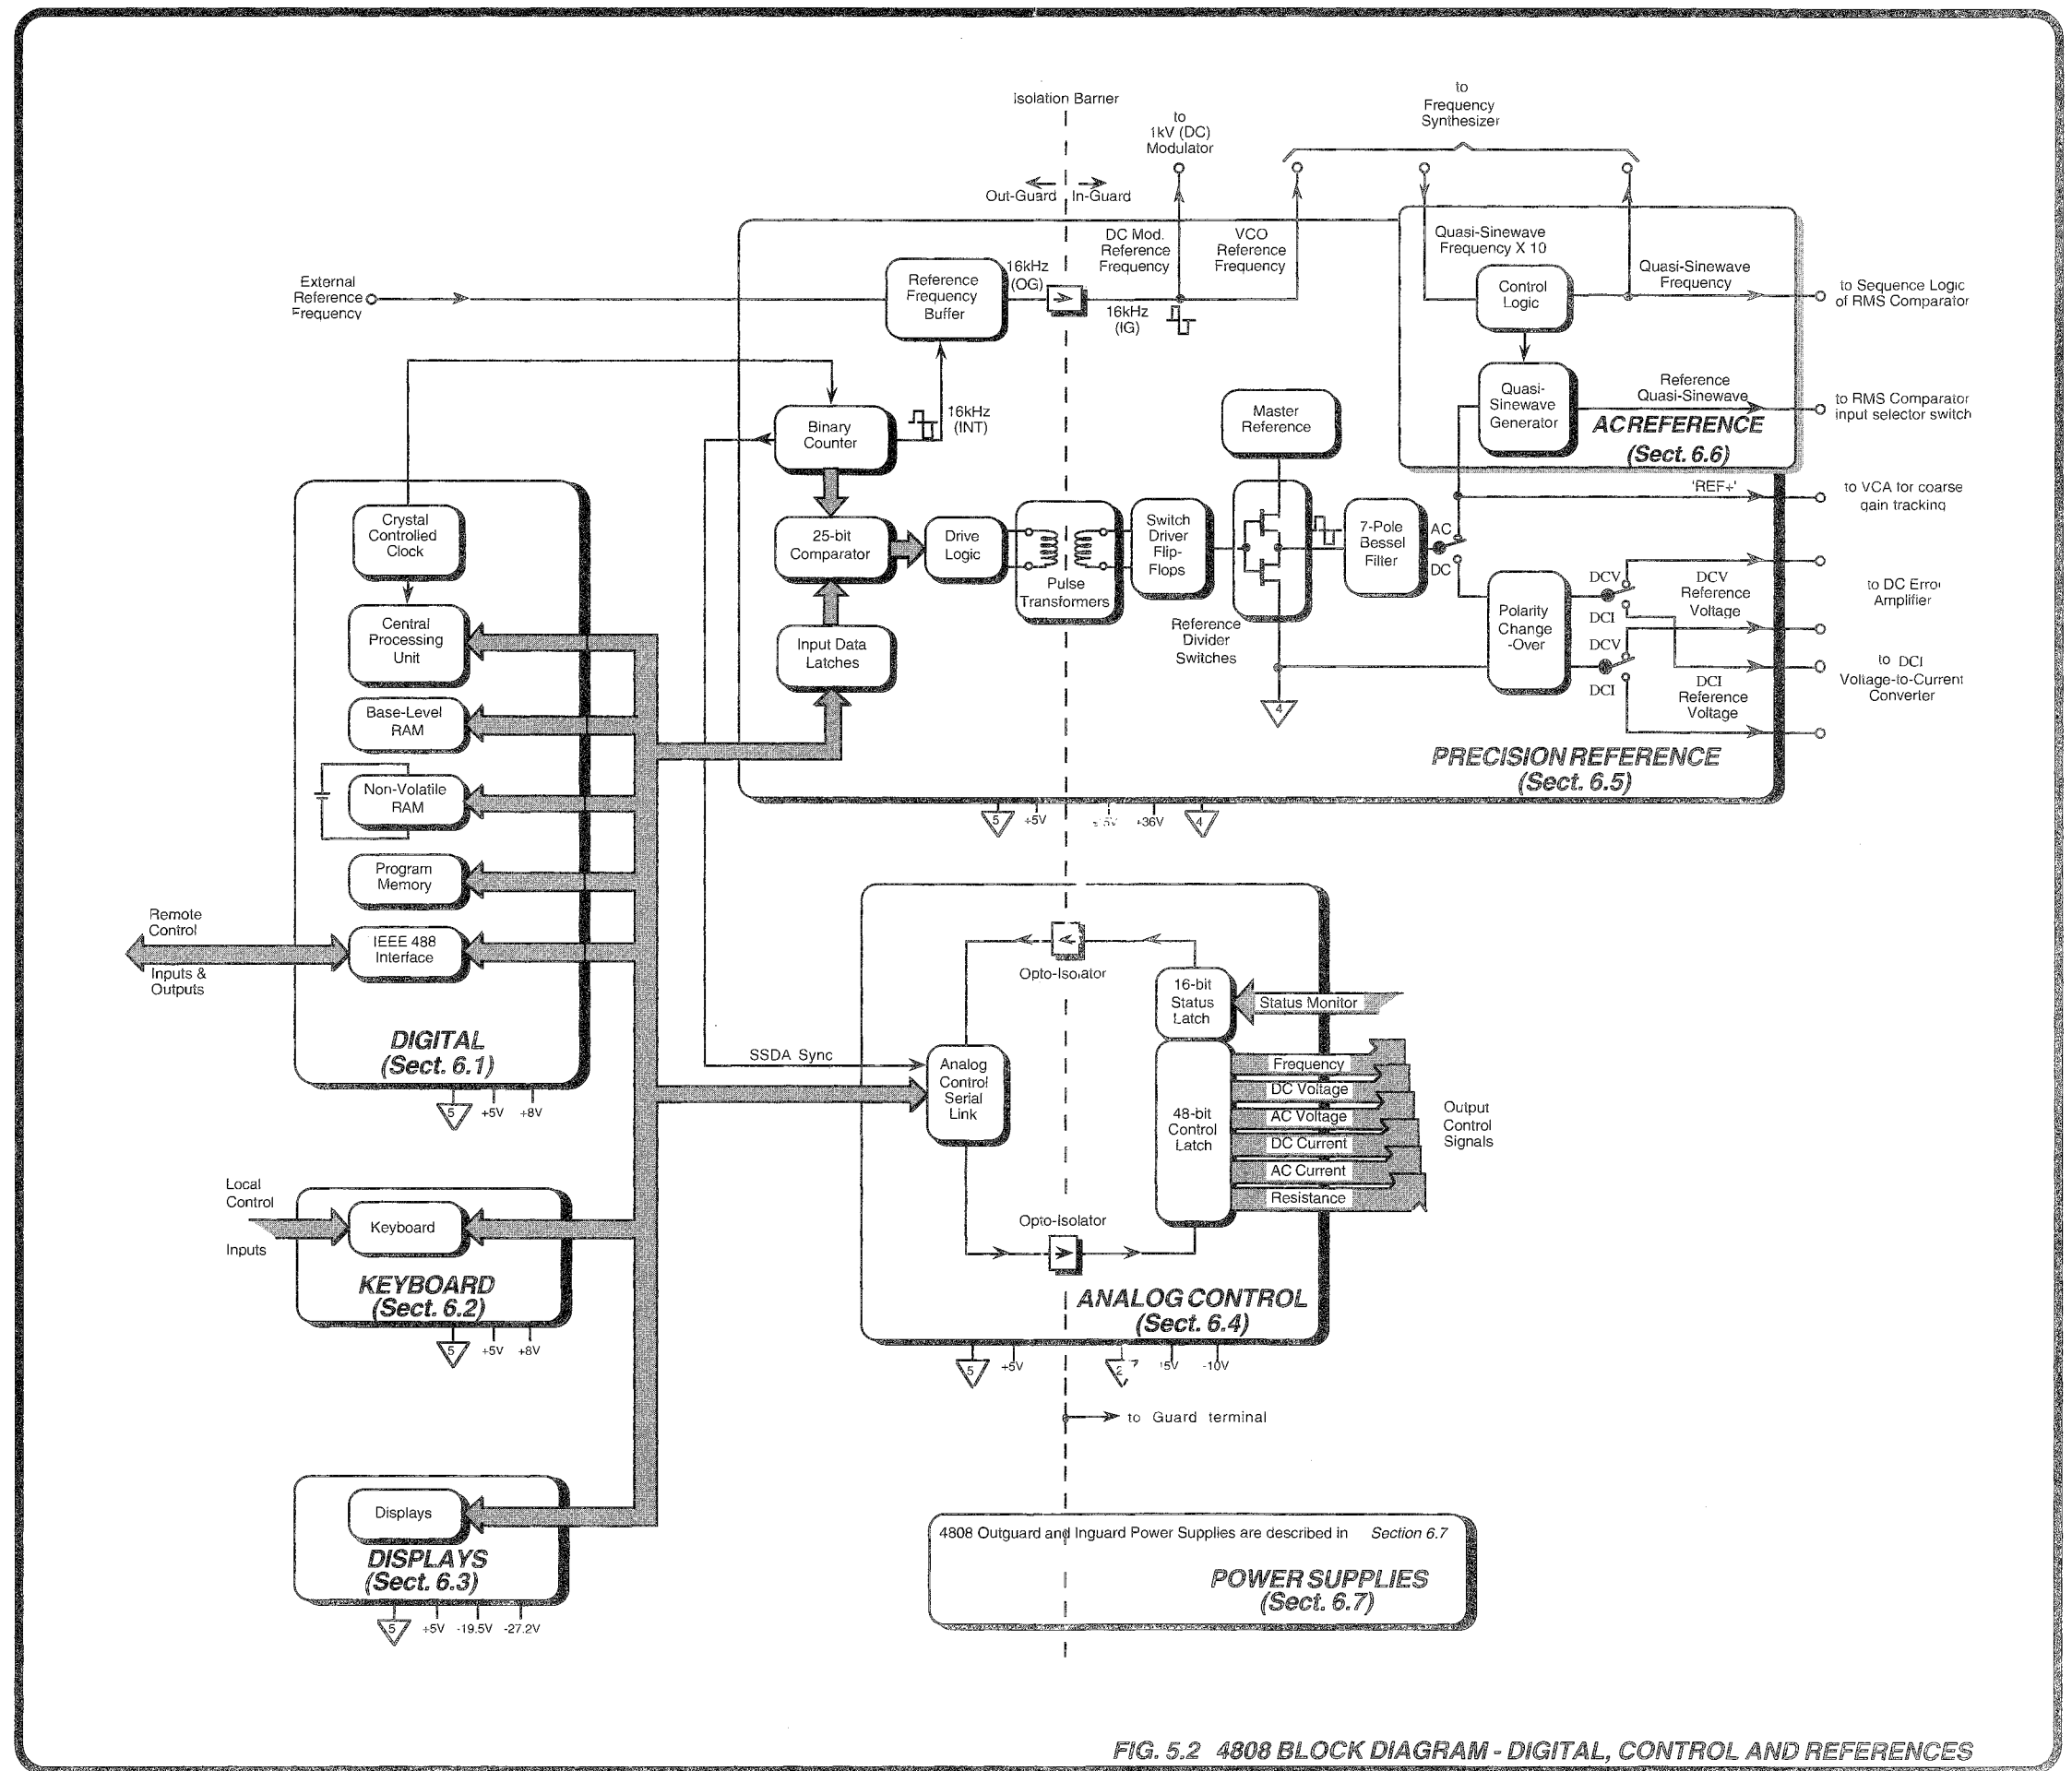 Isolation Barrier
to
1kV (DC)
Modulator
to
Frequency
Synthesizer
Out-Guard
In-Guard
External
Reference
Frequency
Reference
Frequency
Buffer
16kHz
(OG)
16kHz
(IG)
DC Mod.
Reference
Frequency
VCO
Reference
Frequency
Quasi-Sinewave
Frequency X 10
Control
Logic
Quasi-Sinewave
Frequency
to Sequence Logic
of RMS Comparator
Quasi-
Sinewave
Generator
Reference
Quasi-Sinewave
to RMS Comparator
input selector switch
AC REFERENCE
(Sect. 6.6)
Binary
Counter
16kHz
(INT)
Master
Reference
'REF+'
to VCA for coarse
gain tracking
Crystal
Controlled
Clock
25-bit
Comparator
Drive
Logic
Pulse
Transformers
Switch
Driver
Flip-
Flops
7-Pole
Bessel
Filter
AC
DC
Reference
Divider
Switches
Polarity
Change
-Over
DCV
DCI
DCV
DCI
DCV
Reference
Voltage
DCI
Reference
Voltage
to DC Error
Amplifier
to DCI
Voltage-to-Current
Converter
Central
Processing
Unit
Input Data
Latches
4
Base-Level
RAM
Non-Volatile
RAM
PRECISION REFERENCE
(Sect. 6.5)
5
+5V
+36V
4
Program
Memory
Remote
Control
Inputs &
Outputs
IEEE 488
Interface
DIGITAL
(Sect. 6.1)
5
+5V
+8V
Opto-Isolator
16-bit
Status
Latch
Status Monitor
SSDA Sync
Analog
Control
Serial
Link
48-bit
Control
Latch
Frequency
DC Voltage
AC Voltage
DC Current
AC Current
Resistance
Output
Control
Signals
Local
Control
Inputs
Keyboard
KEYBOARD
(Sect. 6.2)
5
+5V
+8V
Opto-Isolator
ANALOG CONTROL
(Sect. 6.4)
5
+5V
2
-10V
to Guard terminal
Displays
DISPLAYS
(Sect. 6.3)
5
+5V
-19.5V
-27.2V
4808 Outguard and Inguard Power Supplies are described in Section 6.7
POWER SUPPLIES
(Sect. 6.7)
FIG. 5.2 4808 BLOCK DIAGRAM - DIGITAL, CONTROL AND REFERENCES